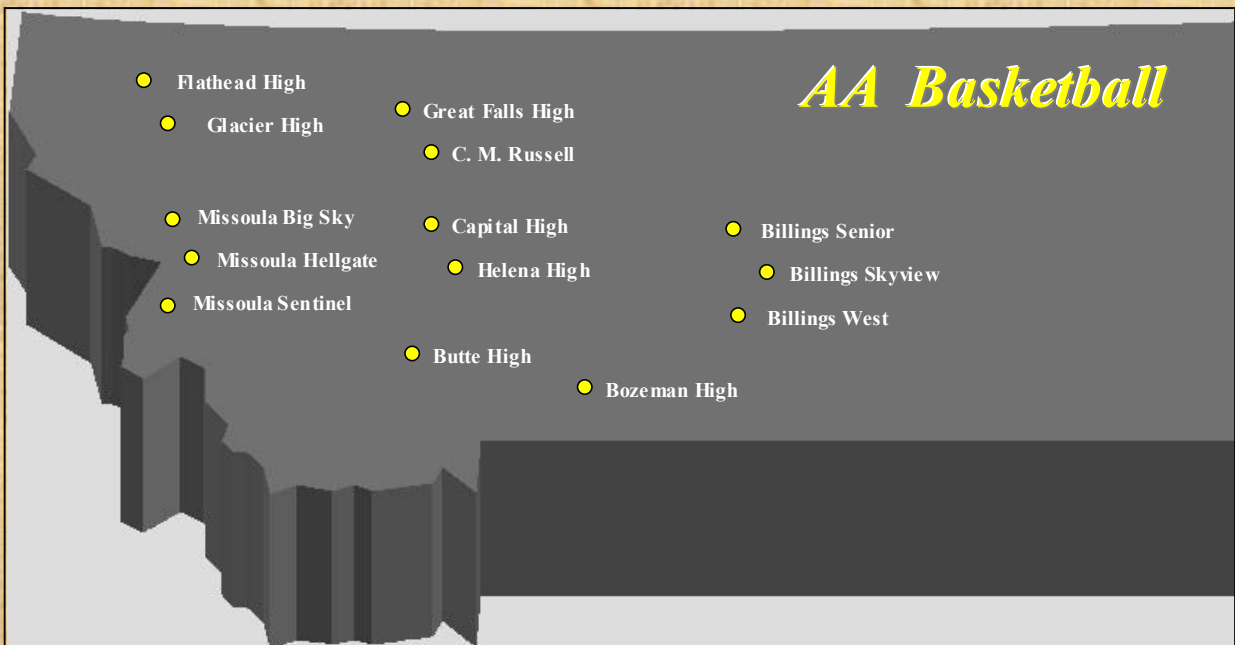 AA Basketball
Flathead High
Glacier High
Great Falls High
C. M. Russell
Missoula Big Sky
Missoula Hellgate
Missoula Sentinel
Capital High
Helena High
Billings Senior
Billings Skyview
Billings West
Butte High
Bozeman High